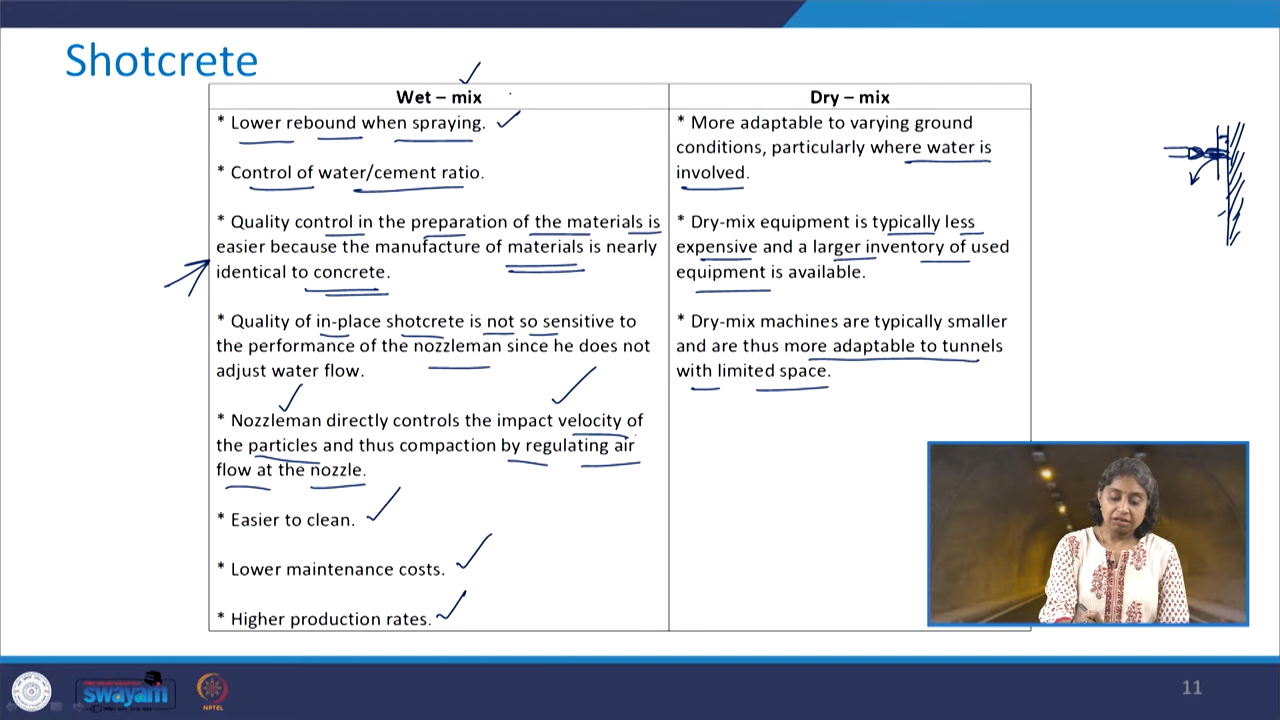 Shotcrete
Wet – mix
* Lower rebound when spraying.
* Control of water/cement ratio.
* Quality control in the preparation of the materials is
easier because the manufacture of materials is nearly
identical to concrete.
* Quality of in-place shotcrete is not so sensitive to
the performance of the nozzleman since he does not
adjust water flow.
* Nozzleman directly controls the impact velocity of
the particles and thus compaction by regulating air
flow at the nozzle.
* Easier to clean.
* Lower maintenance costs.
* Higher production rates.
Dry – mix
* More adaptable to varying ground
conditions, particularly where water is
involved.
* Dry-mix equipment is typically less
expensive and a larger inventory of used
equipment is available.
* Dry-mix machines are typically smaller
and are thus more adaptable to tunnels
with limited space.
swayam
NPTEL
11